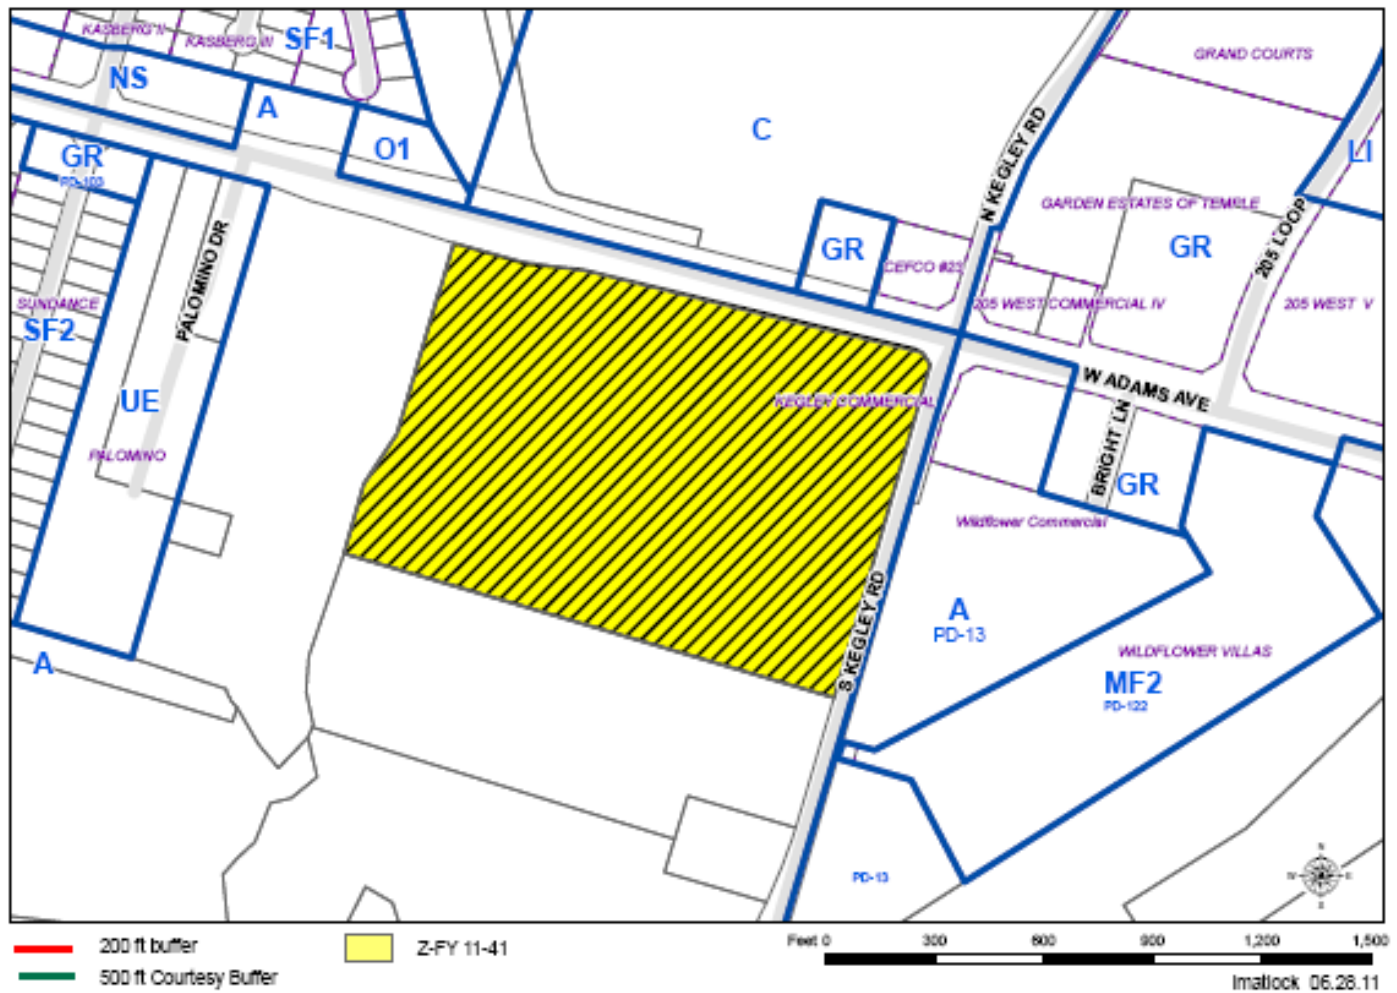 KASBERG II
KASBERG III
SF1
GRAND COURTS
NS
A
C
N KEGLEY RD
O1
LI
GR
PD-103
GARDEN ESTATES OF TEMPLE
PALOMINO DR
GR
CEFCO #23
GR
205 LOOP
SUNDANCE
SF2
205 WEST COMMERCIAL IV
205 WEST V
UE
KEGLEY COMMERCIAL
W ADAMS AVE
PALOMINO
BRIGHT LN
GR
Wildflower Commercial
A
PD-13
S KEGLEY RD
WILDFLOWER VILLAS
A
MF2
PD-122
PD-13
N
W E
S
200 ft buffer
500 ft Courtesy Buffer
Z-FY 11-41
Feet 0 300 600 900 1,200 1,500
lmatlock 06.28.11